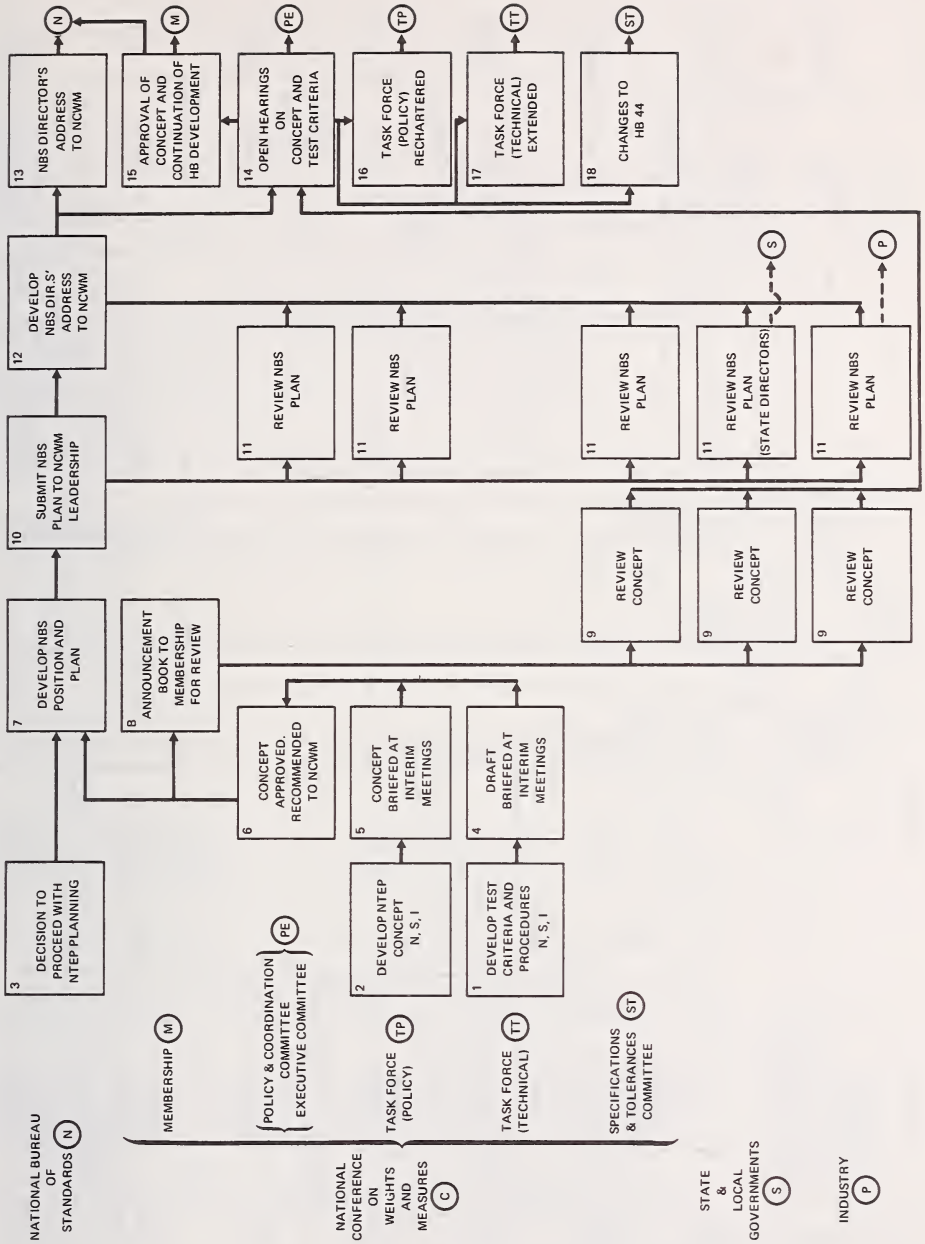 NATIONAL BUREAU
OF
STANDARDS N
NATIONAL
CONFERENCE
ON
WEIGHTS
AND
MEASURES
C
MEMBERSHIP M
POLICY & COORDINATION
COMMITTEE
EXECUTIVE COMMITTEE
PE
TASK FORCE
(POLICY)
TP
TASK FORCE
(TECHNICAL)
TT
SPECIFICATIONS
& TOLERANCES
COMMITTEE
ST
STATE
&
LOCAL
GOVERNMENTS
S
INDUSTRY
P
3
DECISION TO
PROCEED WITH
NTEP PLANNING
2
DEVELOP NTEP
CONCEPT
N, S, I
1
DEVELOP TEST
CRITERIA AND
PROCEDURES
N, S, I
6
CONCEPT
APPROVED.
RECOMMENDED
TO NCWM
5
CONCEPT
BRIEFED AT
INTERIM
MEETINGS
4
DRAFT
BRIEFED AT
INTERIM
MEETINGS
7
DEVELOP NBS
POSITION AND
PLAN
8
ANNOUNCEMENT
BOOK TO
MEMBERSHIP
FOR REVIEW
9
REVIEW
CONCEPT
9
REVIEW
CONCEPT
9
REVIEW
CONCEPT
10
SUBMIT NBS
PLAN TO NCWM
LEADERSHIP
11
REVIEW NBS
PLAN
11
REVIEW NBS
PLAN
11
REVIEW NBS
PLAN
11
REVIEW NBS
PLAN
(STATE DIRECTORS)
11
REVIEW NBS
PLAN
S
P
12
DEVELOP
NBS DIR.S'
ADDRESS
TO NCWM
13
NBS DIRECTOR'S
ADDRESS
TO NCWM
N
15
APPROVAL OF
CONCEPT AND
CONTINUATION OF
HB DEVELOPMENT
M
14
OPEN HEARINGS
ON
CONCEPT AND
TEST CRITERIA
PE
16
TASK FORCE
(POLICY)
RECHARTERED
TP
17
TASK FORCE
(TECHNICAL)
EXTENDED
TT
18
CHANGES TO
HB 44
ST